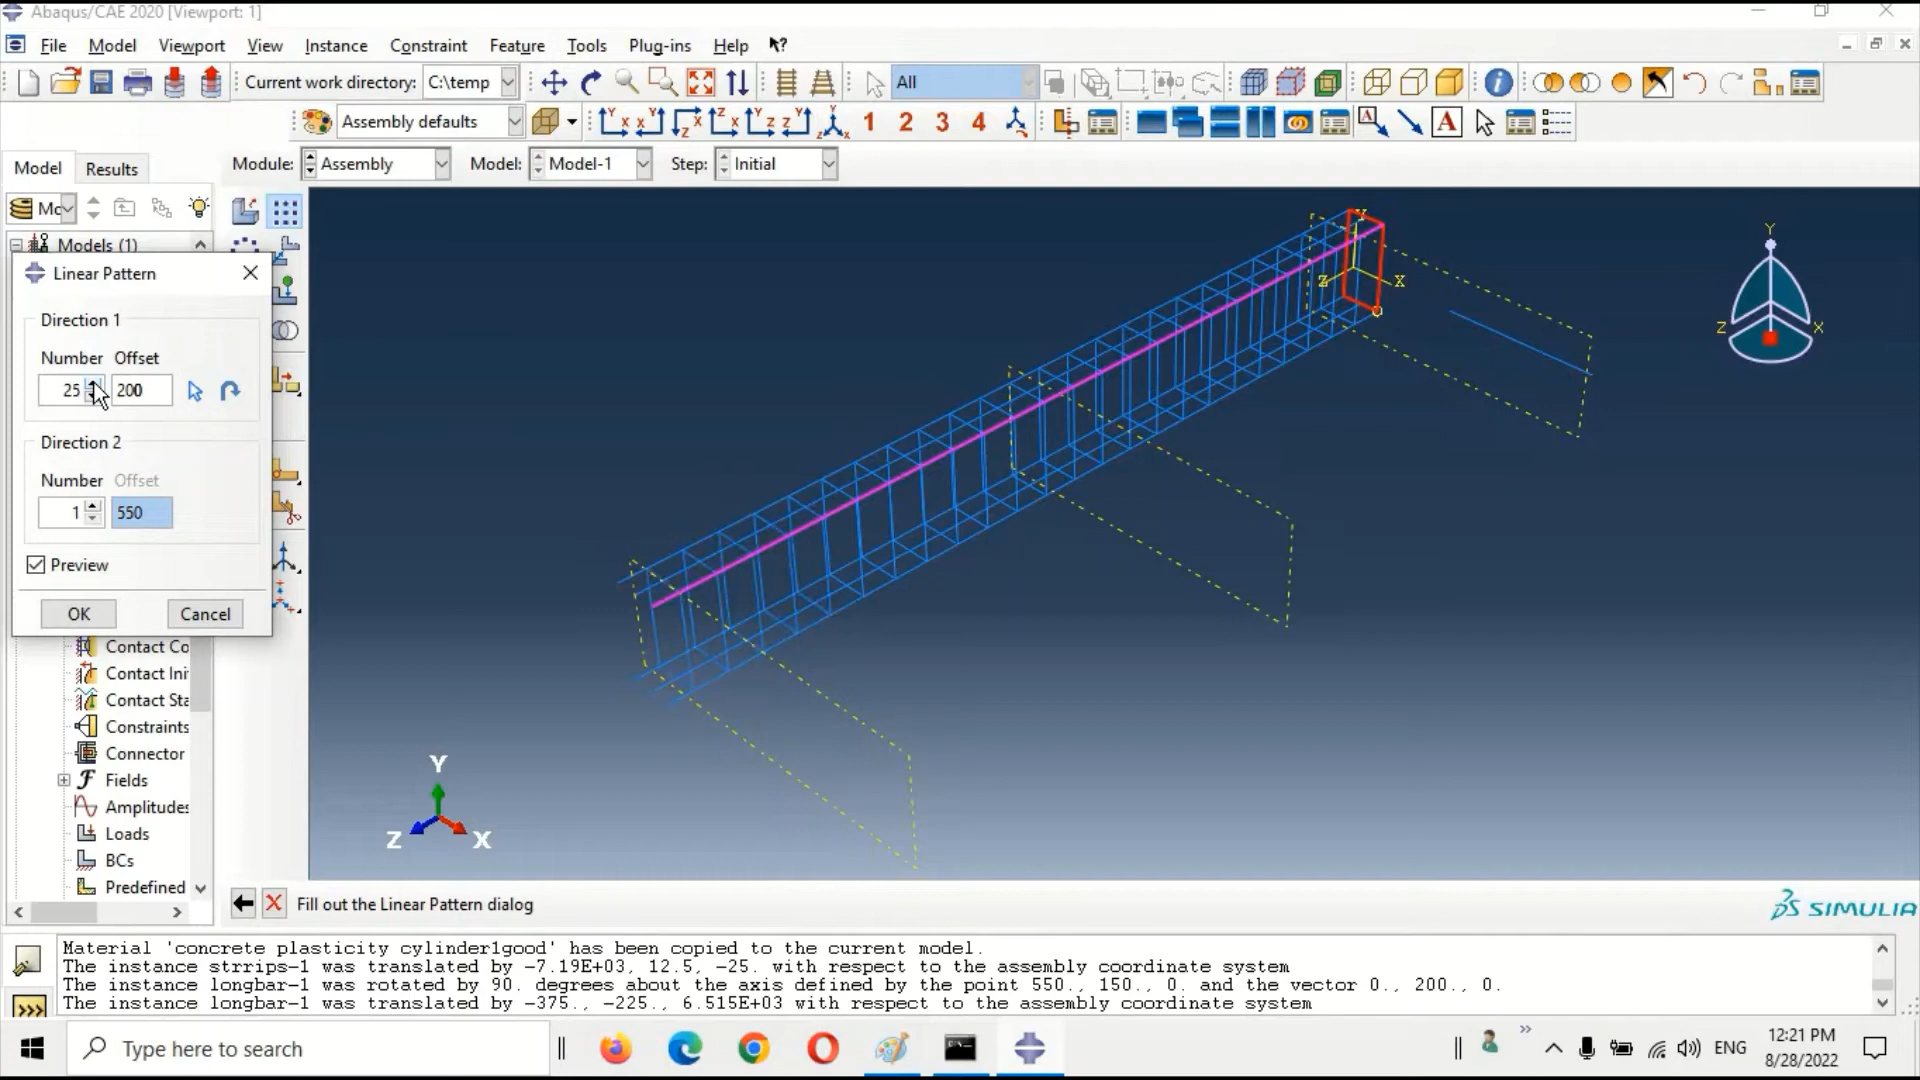 Abaqus/CAE 2020 [Viewport: 1]
File Model Viewport View Instance Constraint Feature Tools Plug-ins Help
Current work directory: C:\temp
All
Assembly defaults
1 2 3 4
A
Model Results
Module: Assembly Model: Model-1 Step: Initial
Mc
Models (1)
Linear Pattern
Direction 1
Number Offset
25 200
Direction 2
Number Offset
1 550
Preview
OK Cancel
Contact Co
Contact Ini
Contact Sta
Constraints
Connector
Fields
Amplitudes
Loads
BCs
Predefined
Y
Z X
Y
Z X
Y
Z X
Fill out the Linear Pattern dialog
SIMULIA
Material 'concrete plasticity cylinder1good' has been copied to the current model.
The instance strrips-1 was translated by -7.19E+03, 12.5, -25. with respect to the assembly coordinate system
The instance longbar-1 was rotated by 90. degrees about the axis defined by the point 550., 150., 0. and the vector 0., 200., 0.
The instance longbar-1 was translated by -375., -225., 6.515E+03 with respect to the assembly coordinate system
Type here to search
ENG
12:21 PM
8/28/2022